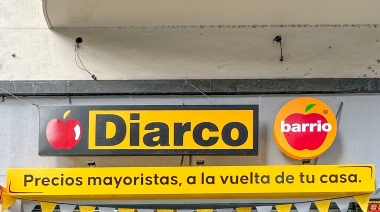 Diarco
barrio
Precios mayoristas, a la vuelta de tu casa.